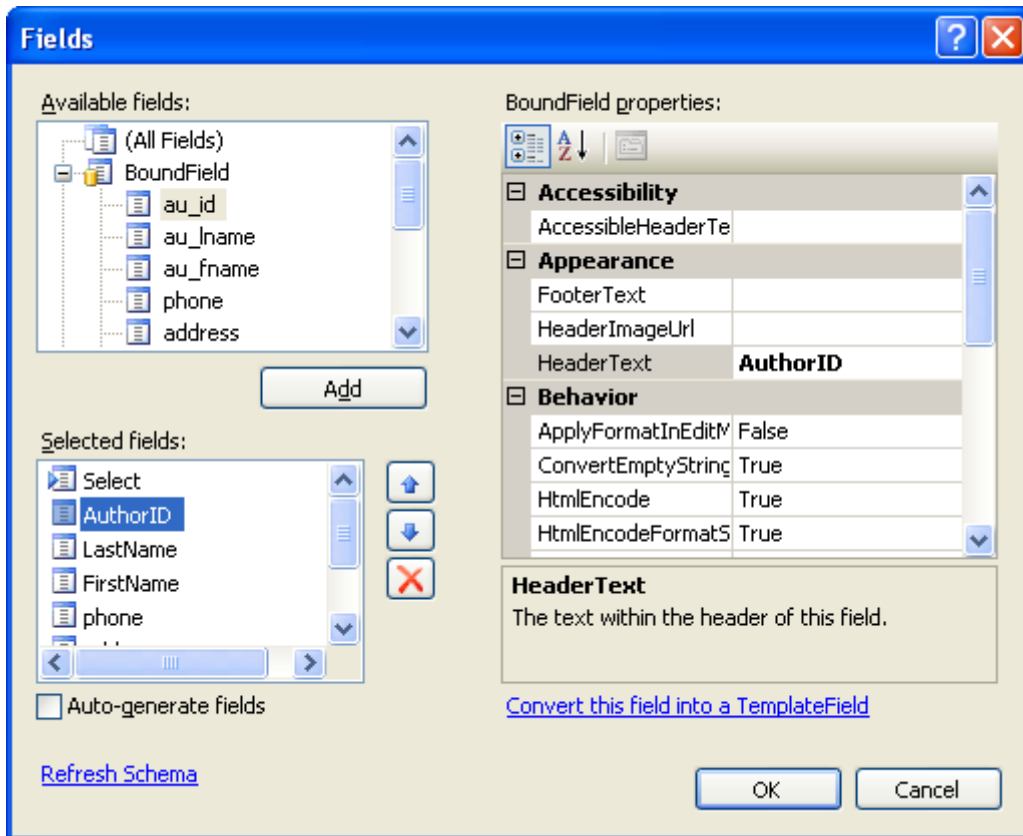 Fields
Available fields:
(All Fields)
BoundField
au_id
au_lname
au_fname
phone
address
Add
Selected fields:
Select
AuthorID
LastName
FirstName
phone
Auto-generate fields
Refresh Schema
BoundField properties:
Accessibility
AccessibleHeaderTe
Appearance
FooterText
HeaderImageUrl
HeaderText AuthorID
Behavior
ApplyFormatInEditM False
ConvertEmptyString True
HtmlEncode True
HtmlEncodeFormatS True
HeaderText
The text within the header of this field.
Convert this field into a TemplateField
OK Cancel